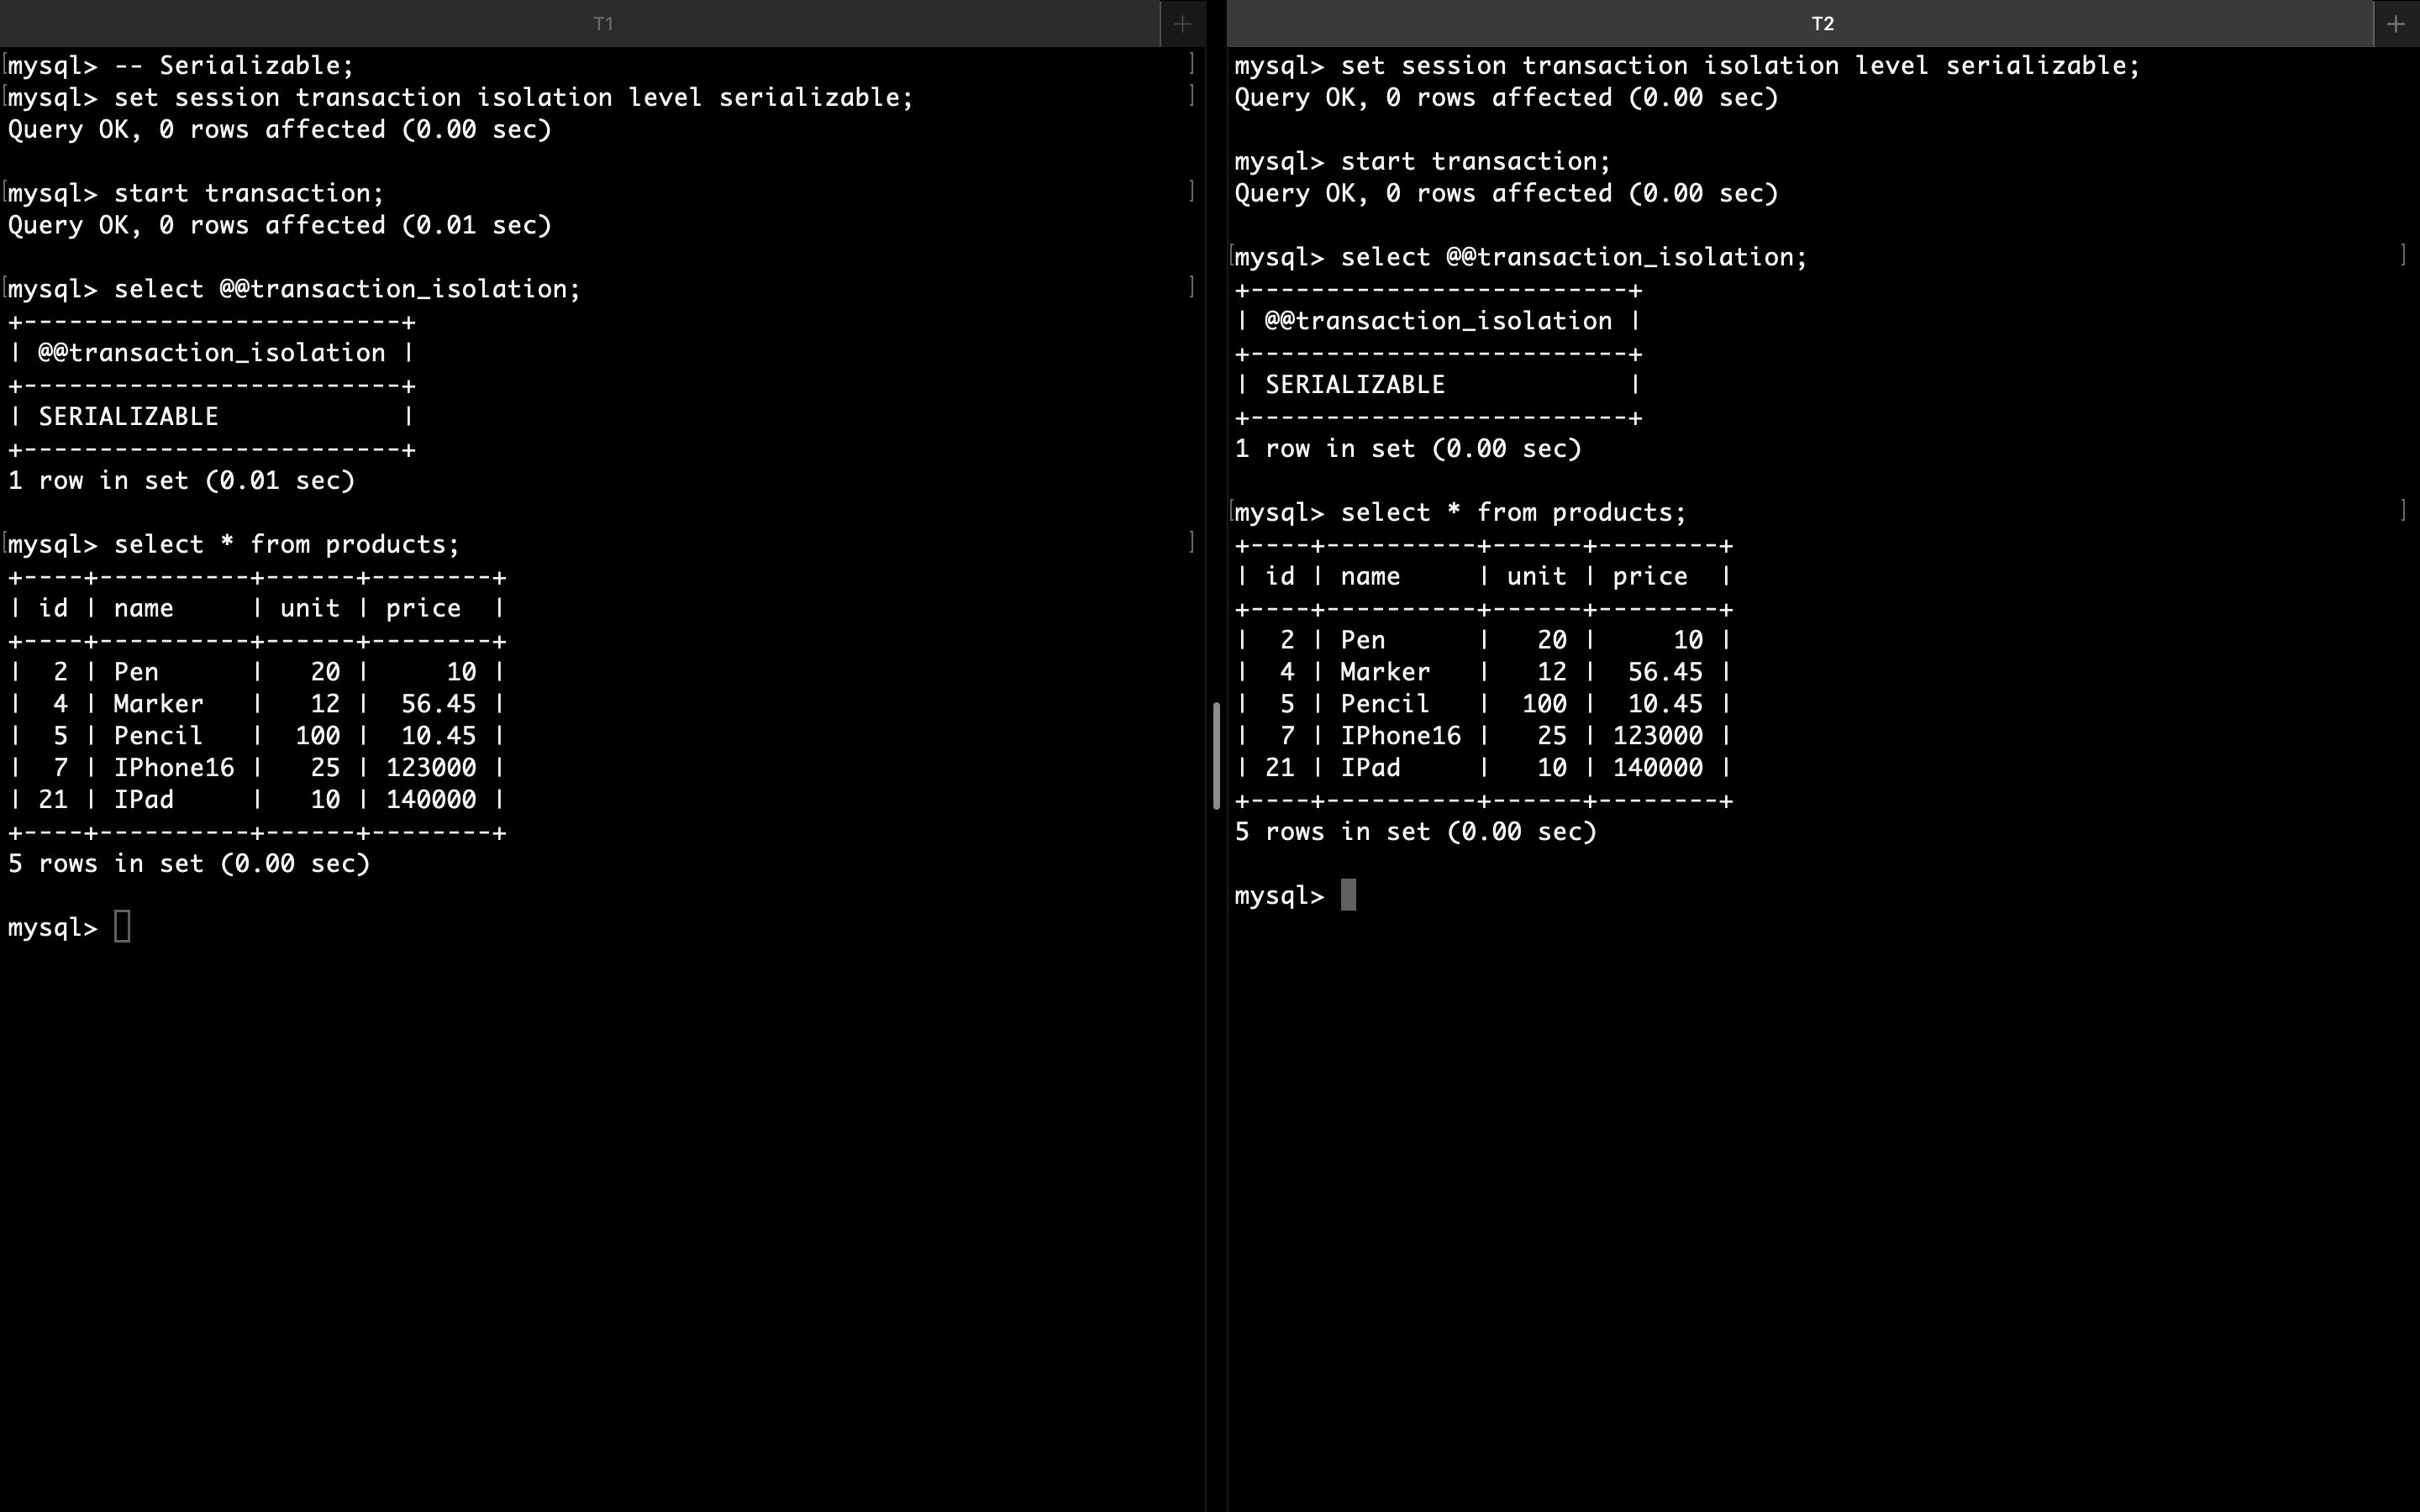 T1
mysql> -- Serializable;
mysql> set session transaction isolation level serializable;
Query OK, 0 rows affected (0.00 sec)
mysql> start transaction;
Query OK, 0 rows affected (0.01 sec)
mysql> select @@transaction_isolation;
+-------------------------+
| @@transaction_isolation |
+-------------------------+
| SERIALIZABLE            |
+-------------------------+
1 row in set (0.01 sec)
mysql> select * from products;
+----+----------+------+--------+
| id | name     | unit | price  |
+----+----------+------+--------+
|  2 | Pen      |   20 |     10 |
|  4 | Marker   |   12 |  56.45 |
|  5 | Pencil   |  100 |  10.45 |
|  7 | IPhone16 |   25 | 123000 |
| 21 | IPad     |   10 | 140000 |
+----+----------+------+--------+
5 rows in set (0.00 sec)
mysql>
T2
mysql> set session transaction isolation level serializable;
Query OK, 0 rows affected (0.00 sec)
mysql> start transaction;
Query OK, 0 rows affected (0.00 sec)
mysql> select @@transaction_isolation;
+-------------------------+
| @@transaction_isolation |
+-------------------------+
| SERIALIZABLE            |
+-------------------------+
1 row in set (0.00 sec)
mysql> select * from products;
+----+----------+------+--------+
| id | name     | unit | price  |
+----+----------+------+--------+
|  2 | Pen      |   20 |     10 |
|  4 | Marker   |   12 |  56.45 |
|  5 | Pencil   |  100 |  10.45 |
|  7 | IPhone16 |   25 | 123000 |
| 21 | IPad     |   10 | 140000 |
+----+----------+------+--------+
5 rows in set (0.00 sec)
mysql>